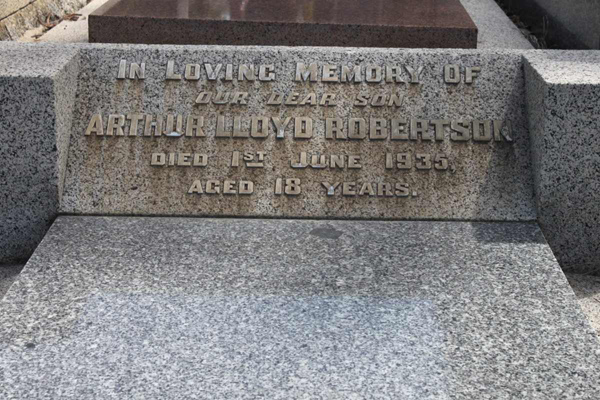 In Loving Memory of
OUR DEAR SON
ARTHUR LLOYD ROBERTSON
DIED 1ST JUNE 1935,
AGED 18 YEARS.